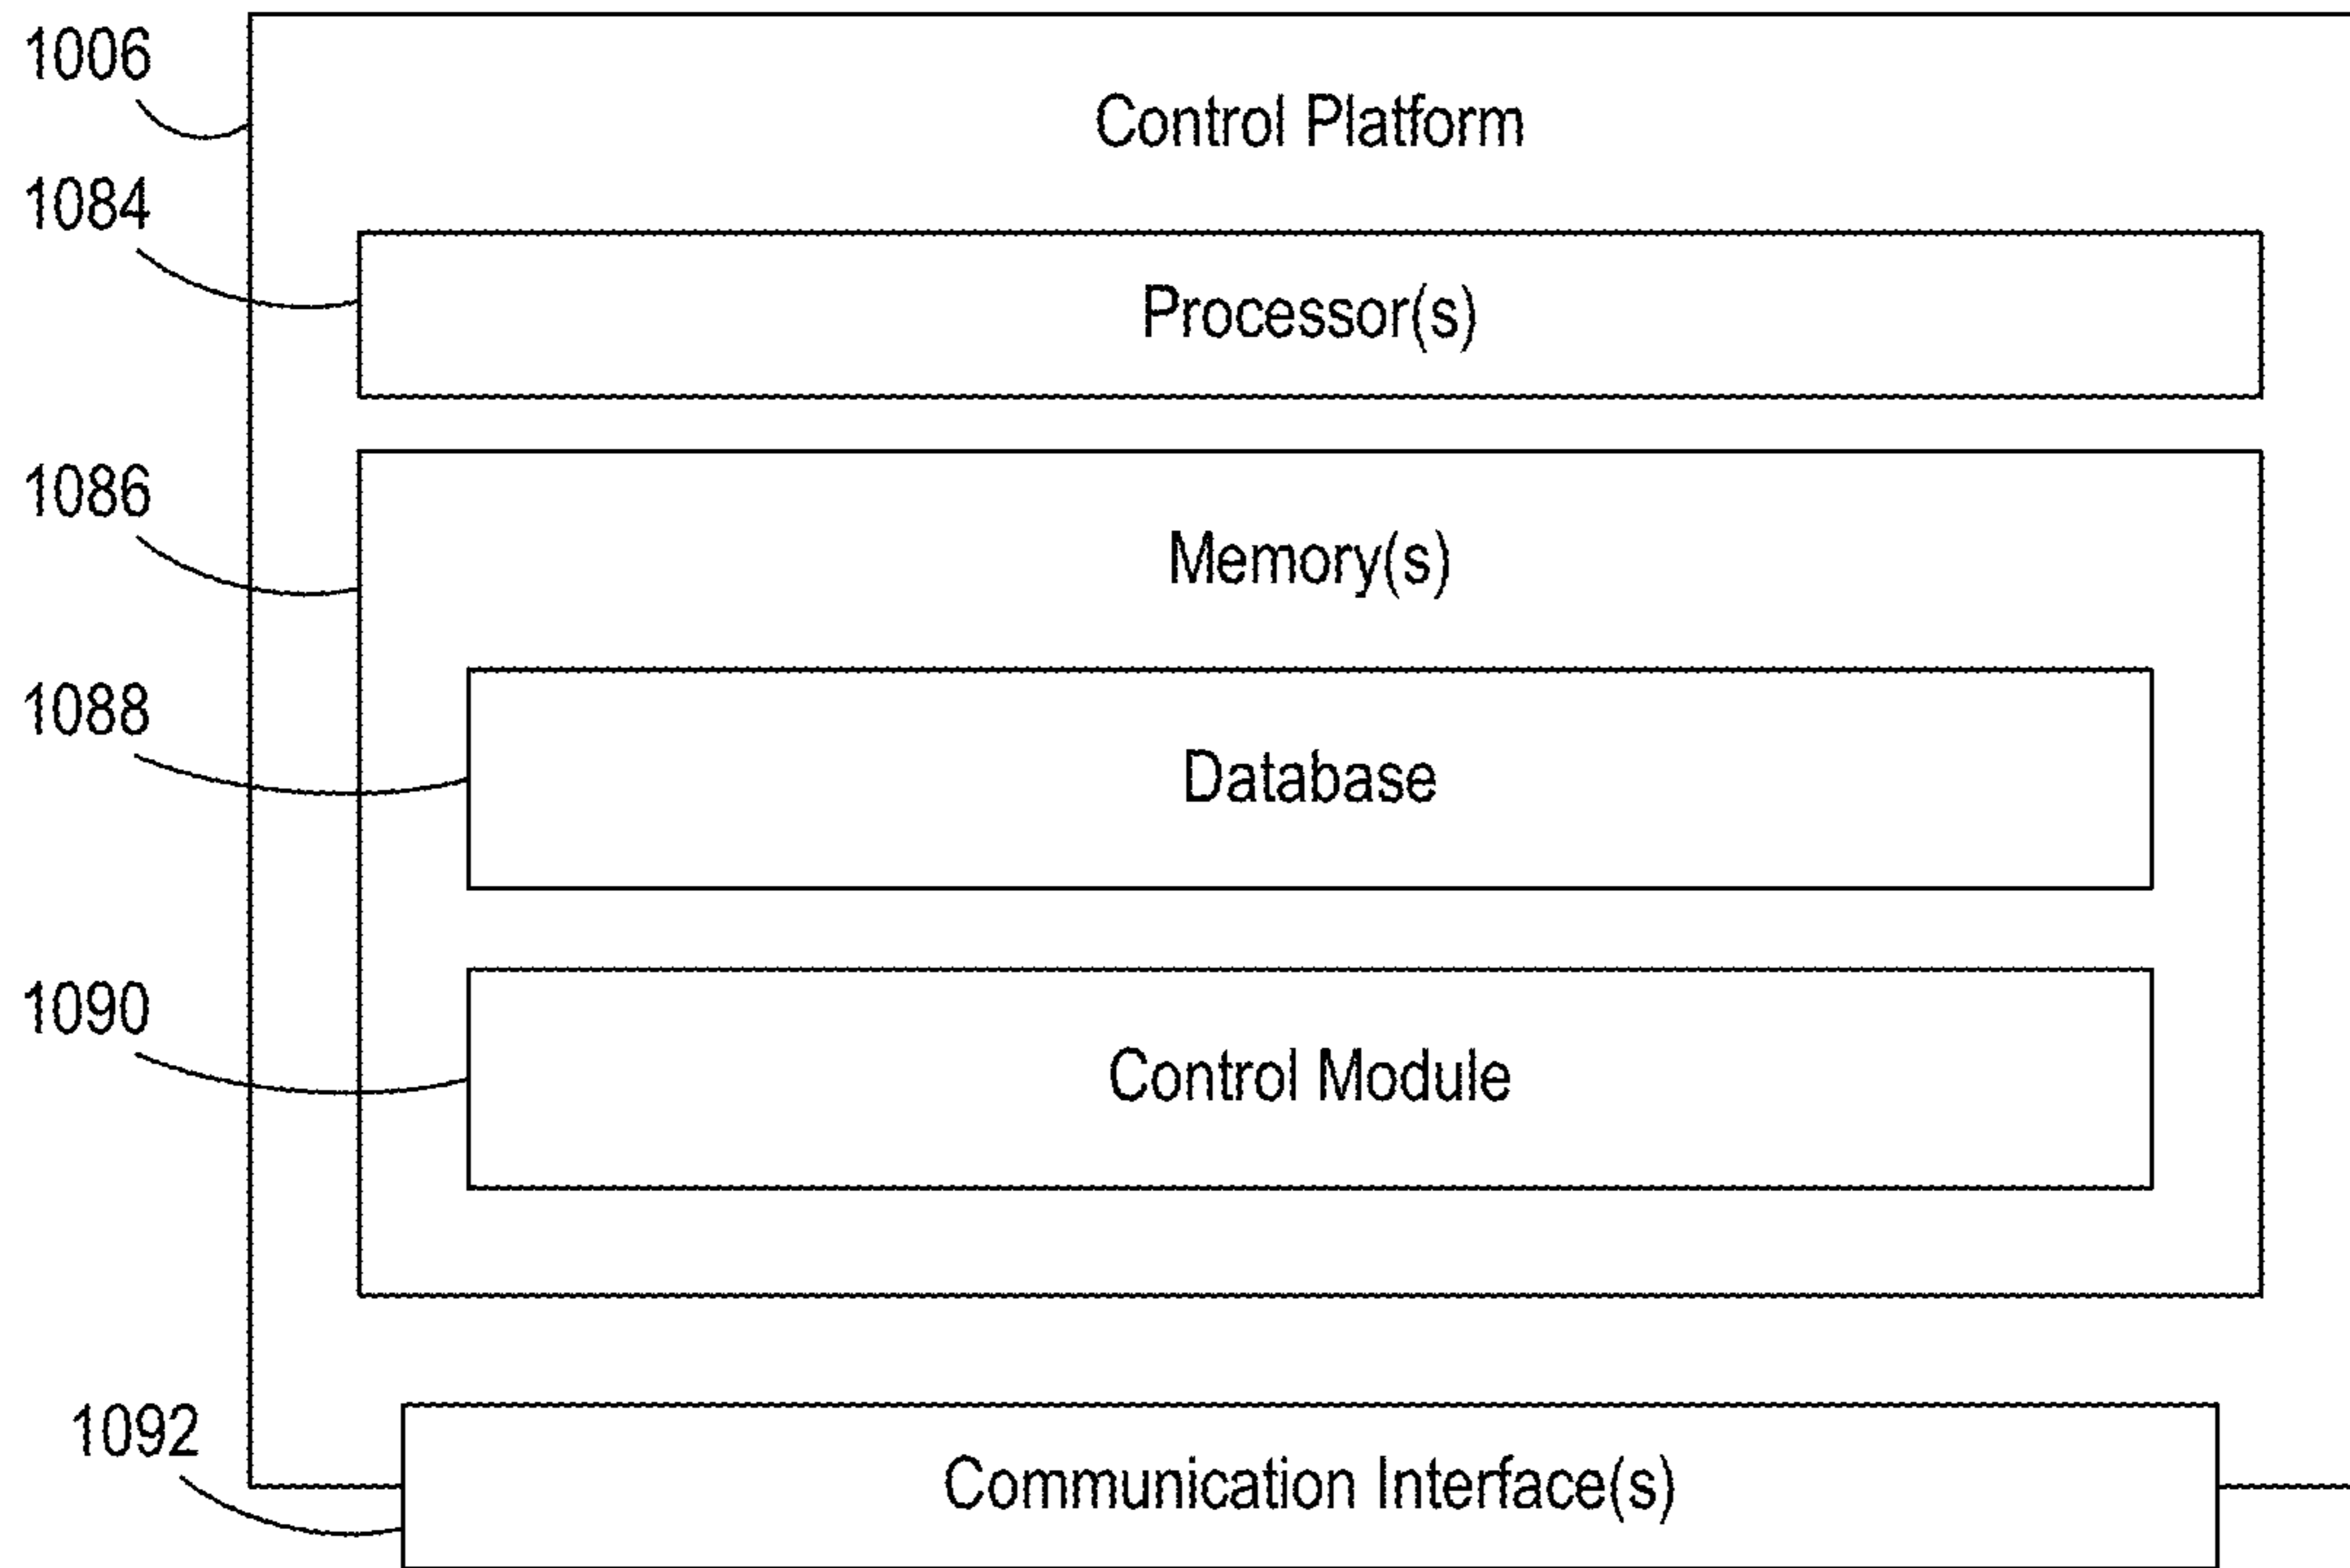 1006
Control Platform
1084
Processor(s)
1086
Memory(s)
1088
Database
1090
Control Module
1092
Communication Interface(s)